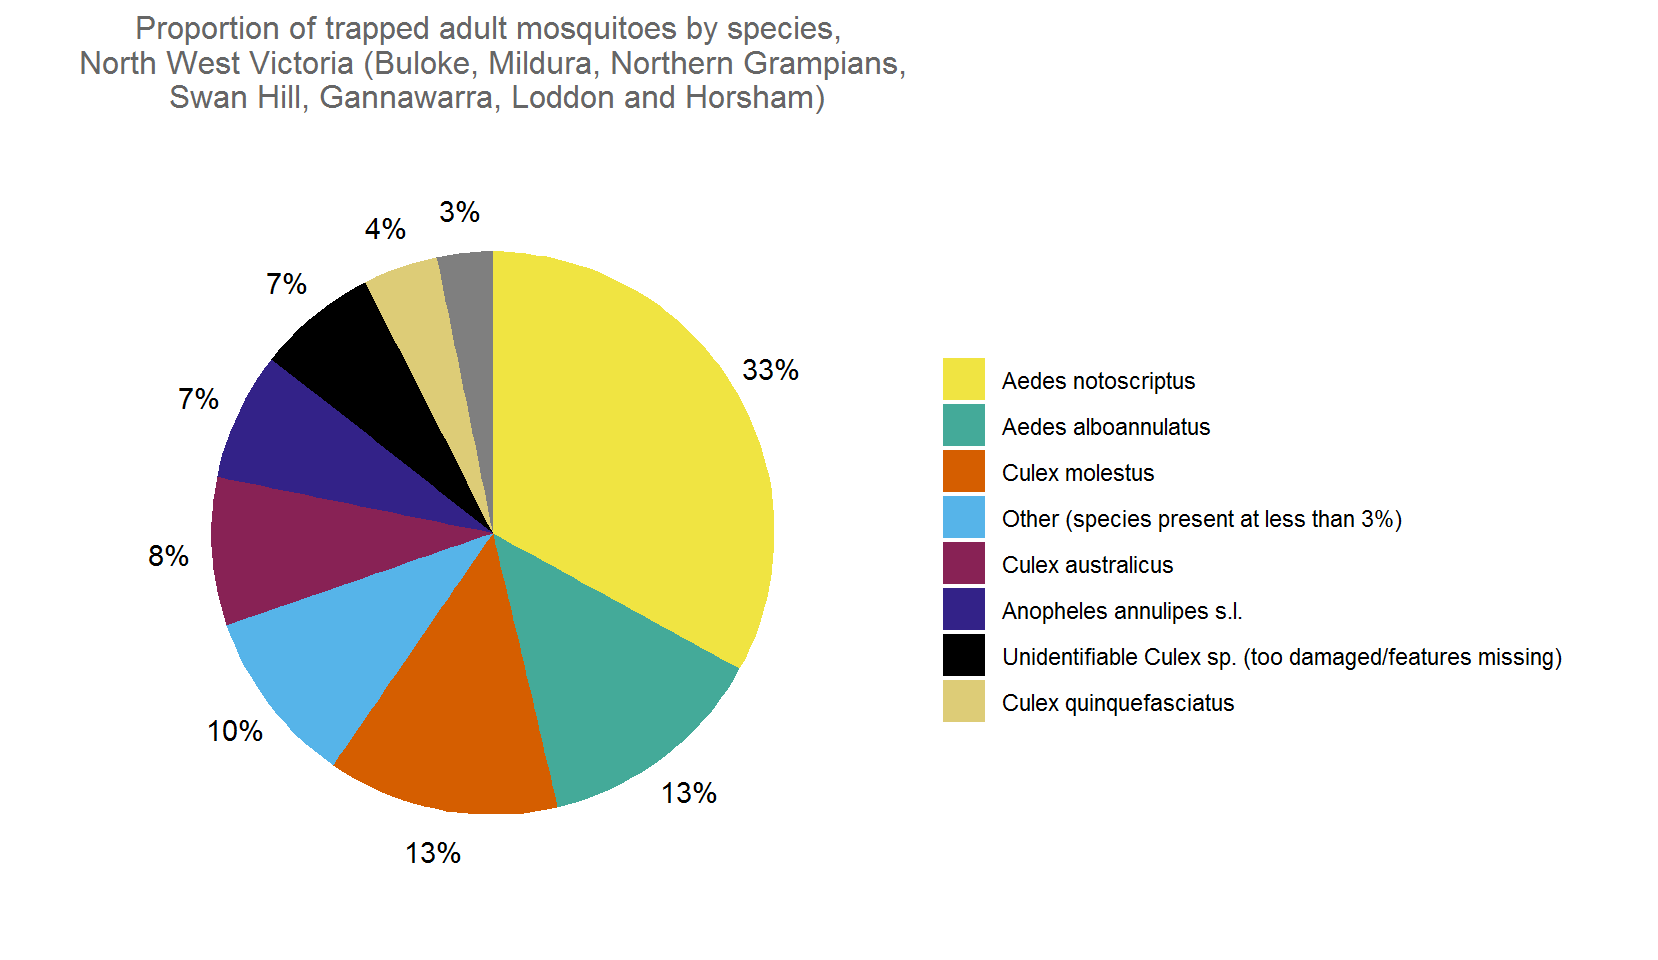 Proportion of trapped adult mosquitoes by species,
North West Victoria (Buloke, Mildura, Northern Grampians,
Swan Hill, Gannawarra, Loddon and Horsham)
3%
4%
7%
33%
7%
8%
10%
13%
13%
Aedes notoscriptus
Aedes alboannulatus
Culex molestus
Other (species present at less than 3%)
Culex australicus
Anopheles annulipes s.l.
Unidentifiable Culex sp. (too damaged/features missing)
Culex quinquefasciatus